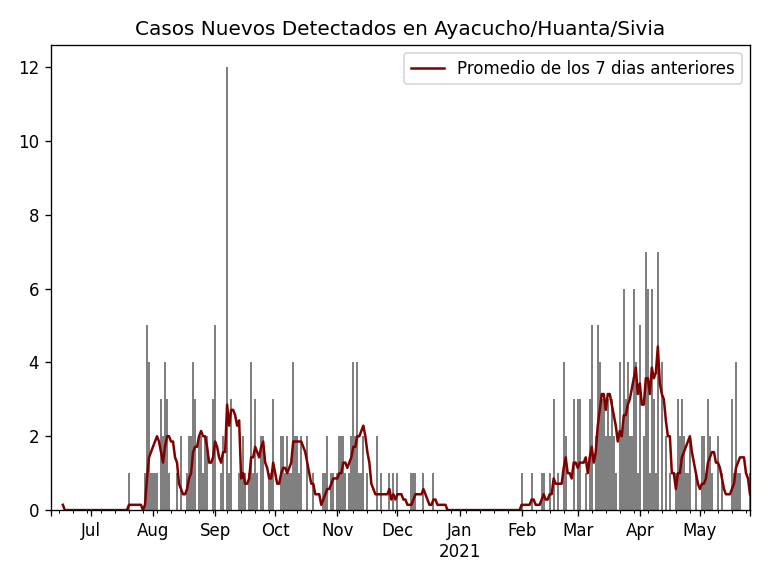 Casos Nuevos Detectados en Ayacucho/Huanta/Sivia
Promedio de los 7 dias anteriores
12
10
8
6
4
2
0
Jul Aug Sep Oct Nov Dec Jan Feb Mar Apr May
2021